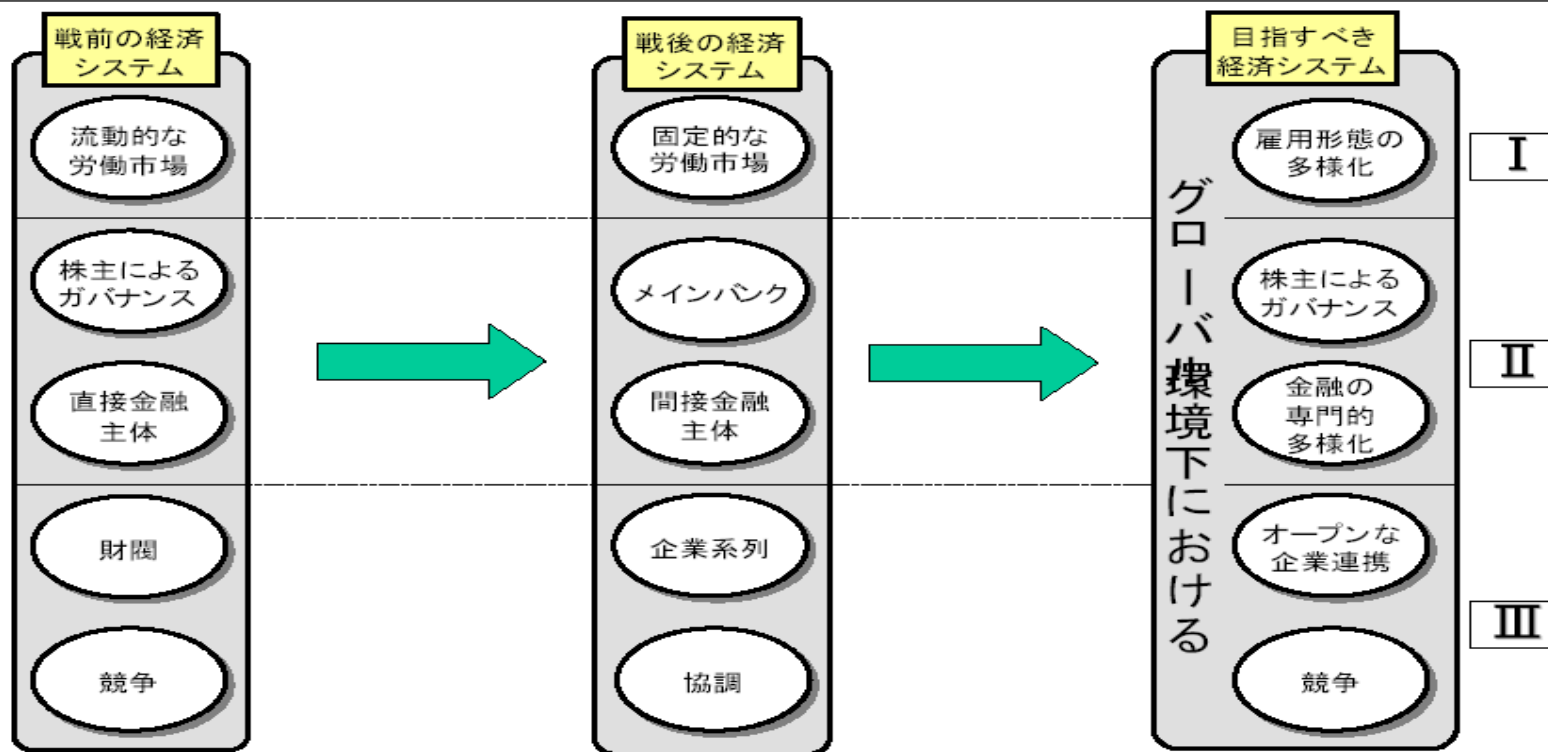 戦前の経済
システム
流動的な
労働市場
株主による
ガバナンス
直接金融
主体
財閥
競争
戦後の経済
システム
固定的な
労働市場
メインバンク
間接金融
主体
企業系列
協調
目指すべき
経済システム
グローバル環境下における
雇用形態の
多様化
株主による
ガバナンス
金融の
専門的
多様化
オープンな
企業連携
競争
Ⅰ
Ⅱ
Ⅲ